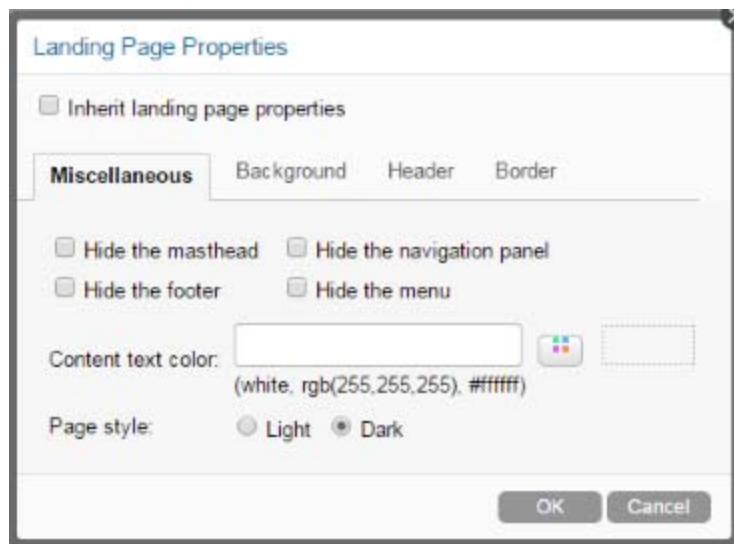 Landing Page Properties
Inherit landing page properties
Miscellaneous Background Header Border
Hide the masthead Hide the navigation panel
Hide the footer Hide the menu
Content text color:
(white, rgb(255,255,255), #ffffff)
Page style: Light Dark
OK Cancel